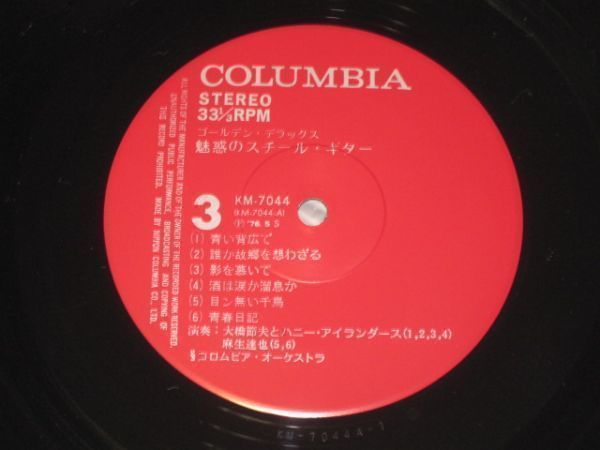 COLUMBIA
STEREO
33⅓RPM
ゴールデン・デラックス
魅惑のスチール・ギター
3
KM-7044
(KM-7044-A)
Ⓟ '76.5 S
(1) 青い背広で
(2) 誰か故郷を想わざる
(3) 影を慕いて
(4) 酒は涙か溜息か
(5) 目ン無い千鳥
(6) 青春日記
演奏:大橋節夫とハニー・アイランダース(1,2,3,4)
麻生達也(5,6)
コロムビア・オーケストラ
ALL RIGHTS OF THE MANUFACTURER AND OF THE OWNER OF THE RECORDED WORK RESERVED.
UNAUTHORIZED PUBLIC PERFORMANCE, BROADCASTING AND COPYING OF
THIS RECORD PROHIBITED. MADE BY NIPPON COLUMBIA CO., LTD.
KM-7044A-1